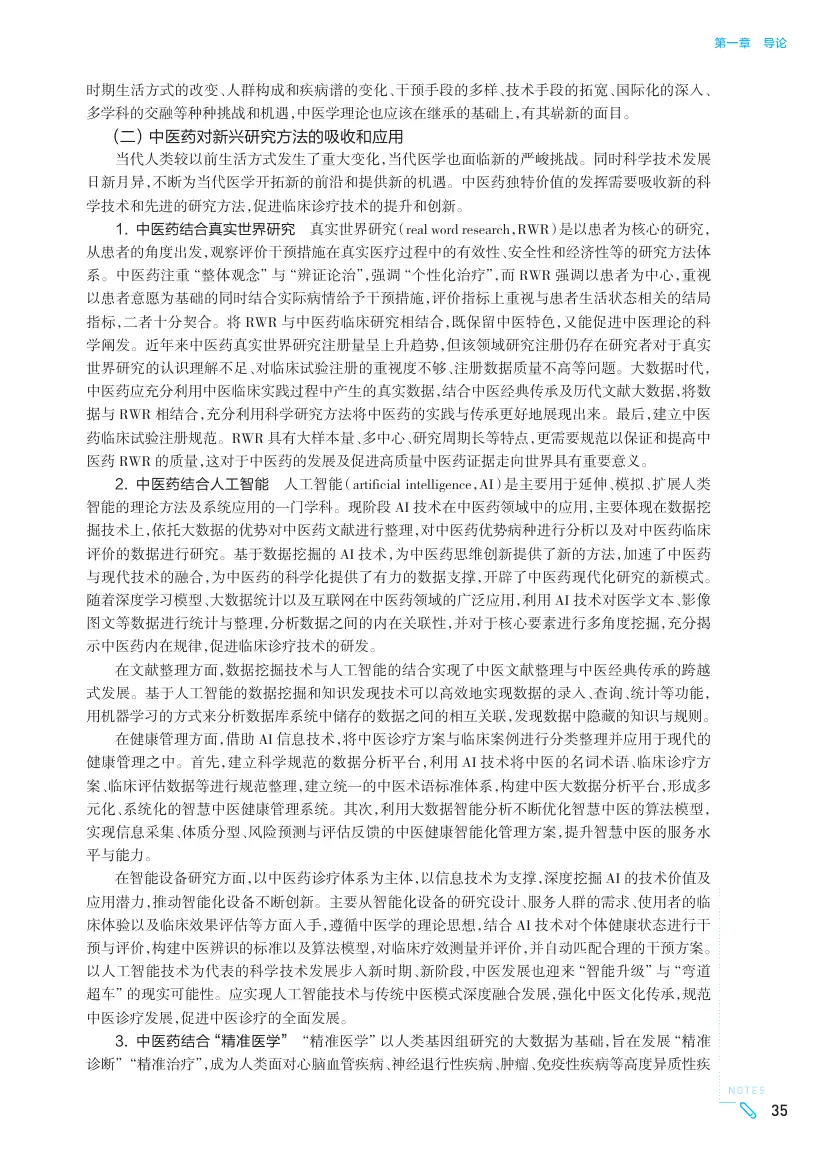 第一章　导论
时期生活方式的改变、人群构成和疾病谱的变化、干预手段的多样、技术手段的拓宽、国际化的深入、
多学科的交融等种种挑战和机遇，中医学理论也应该在继承的基础上，有其崭新的面目。
（二）中医药对新兴研究方法的吸收和应用
当代人类较以前生活方式发生了重大变化，当代医学也面临新的严峻挑战。同时科学技术发展
日新月异，不断为当代医学开拓新的前沿和提供新的机遇。中医药独特价值的发挥需要吸收新的科
学技术和先进的研究方法，促进临床诊疗技术的提升和创新。
1. 中医药结合真实世界研究　真实世界研究（real word research，RWR）是以患者为核心的研究，
从患者的角度出发，观察评价干预措施在真实医疗过程中的有效性、安全性和经济性等的研究方法体
系。中医药注重“整体观念”与“辨证论治”，强调“个性化治疗”，而 RWR 强调以患者为中心，重视
以患者意愿为基础的同时结合实际病情给予干预措施，评价指标上重视与患者生活状态相关的结局
指标，二者十分契合。将 RWR 与中医药临床研究相结合，既保留中医特色，又能促进中医理论的科
学阐发。近年来中医药真实世界研究注册量呈上升趋势，但该领域研究注册仍存在研究者对于真实
世界研究的认识理解不足、对临床试验注册的重视度不够、注册数据质量不高等问题。大数据时代，
中医药应充分利用中医临床实践过程中产生的真实数据，结合中医经典传承及历代文献大数据，将数
据与 RWR 相结合，充分利用科学研究方法将中医药的实践与传承更好地展现出来。最后，建立中医
药临床试验注册规范。RWR 具有大样本量、多中心、研究周期长等特点，更需要规范以保证和提高中
医药 RWR 的质量，这对于中医药的发展及促进高质量中医药证据走向世界具有重要意义。
2. 中医药结合人工智能　人工智能（artificial intelligence，AI）是主要用于延伸、模拟、扩展人类
智能的理论方法及系统应用的一门学科。现阶段 AI 技术在中医药领域中的应用，主要体现在数据挖
掘技术上，依托大数据的优势对中医药文献进行整理，对中医药优势病种进行分析以及对中医药临床
评价的数据进行研究。基于数据挖掘的 AI 技术，为中医药思维创新提供了新的方法，加速了中医药
与现代技术的融合，为中医药的科学化提供了有力的数据支撑，开辟了中医药现代化研究的新模式。
随着深度学习模型、大数据统计以及互联网在中医药领域的广泛应用，利用 AI 技术对医学文本、影像
图文等数据进行统计与整理，分析数据之间的内在关联性，并对于核心要素进行多角度挖掘，充分揭
示中医药内在规律，促进临床诊疗技术的研发。
在文献整理方面，数据挖掘技术与人工智能的结合实现了中医文献整理与中医经典传承的跨越
式发展。基于人工智能的数据挖掘和知识发现技术可以高效地实现数据的录入、查询、统计等功能，
用机器学习的方式来分析数据库系统中储存的数据之间的相互关联，发现数据中隐藏的知识与规则。
在健康管理方面，借助 AI 信息技术，将中医诊疗方案与临床案例进行分类整理并应用于现代的
健康管理之中。首先，建立科学规范的数据分析平台，利用 AI 技术将中医的名词术语、临床诊疗方
案、临床评估数据等进行规范整理，建立统一的中医术语标准体系，构建中医大数据分析平台，形成多
元化、系统化的智慧中医健康管理系统。其次，利用大数据智能分析不断优化智慧中医的算法模型，
实现信息采集、体质分型、风险预测与评估反馈的中医健康智能化管理方案，提升智慧中医的服务水
平与能力。
在智能设备研究方面，以中医药诊疗体系为主体，以信息技术为支撑，深度挖掘 AI 的技术价值及
应用潜力，推动智能化设备不断创新。主要从智能化设备的研究设计、服务人群的需求、使用者的临
床体验以及临床效果评估等方面入手，遵循中医学的理论思想，结合 AI 技术对个体健康状态进行干
预与评价，构建中医辨识的标准以及算法模型，对临床疗效测量并评价，并自动匹配合理的干预方案。
以人工智能技术为代表的科学技术发展步入新时期、新阶段，中医发展也迎来“智能升级”与“弯道
超车”的现实可能性。应实现人工智能技术与传统中医模式深度融合发展，强化中医文化传承，规范
中医诊疗发展，促进中医诊疗的全面发展。
3. 中医药结合“精准医学”　“精准医学”以人类基因组研究的大数据为基础，旨在发展“精准
诊断”“精准治疗”，成为人类面对心脑血管疾病、神经退行性疾病、肿瘤、免疫性疾病等高度异质性疾
NOTES
35